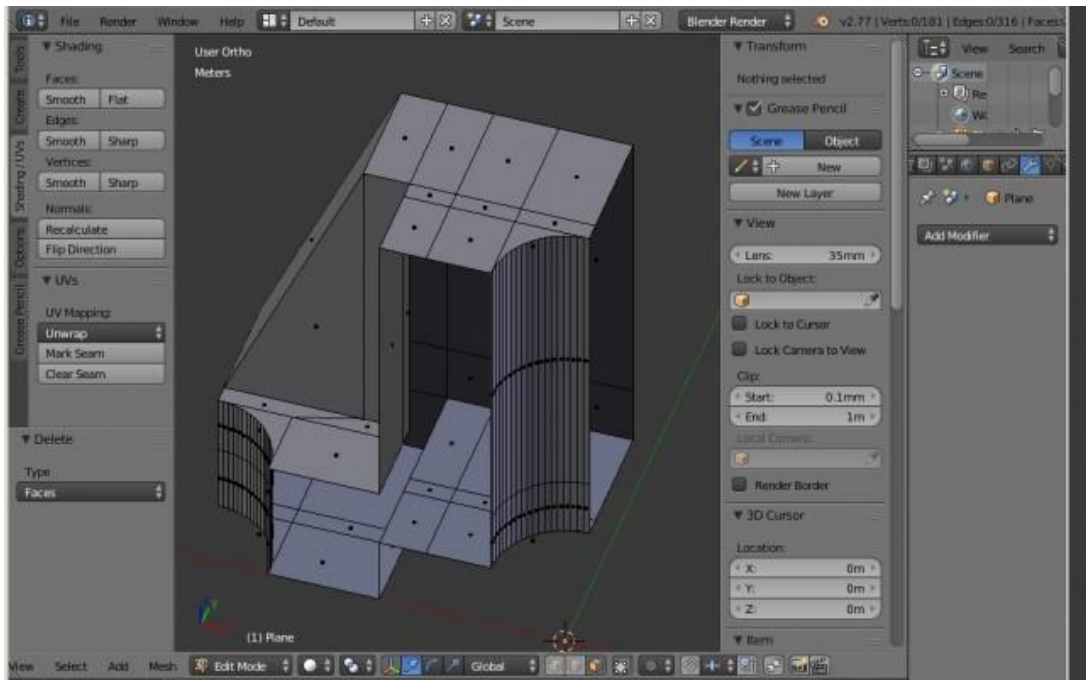 File Render Window Help Default Scene Blender Render v2.77 | Verts:0/181 | Edges:0/316 | Faces:
Tools
Create
Shading / UVs
Options
Grease Pencil
Shading
Faces:
Smooth Flat
Edges:
Smooth Sharp
Vertices:
Smooth Sharp
Normals:
Recalculate
Flip Direction
UVs
UV Mapping:
Unwrap
Mark Seam
Clear Seam
Delete
Type
Faces
User Ortho
Meters
(1) Plane
Transform
Nothing selected
Grease Pencil
Scene Object
New
New Layer
View
Lens: 35mm
Lock to Object:
Lock to Cursor
Lock Camera to View
Clip:
Start: 0.1mm
End: 1m
Local Camera:
Render Border
3D Cursor
Location:
X: 0m
Y: 0m
Z: 0m
Item
View Search
Scene
Re
Wo
Plane
Add Modifier
View Select Add Mesh Edit Mode Global